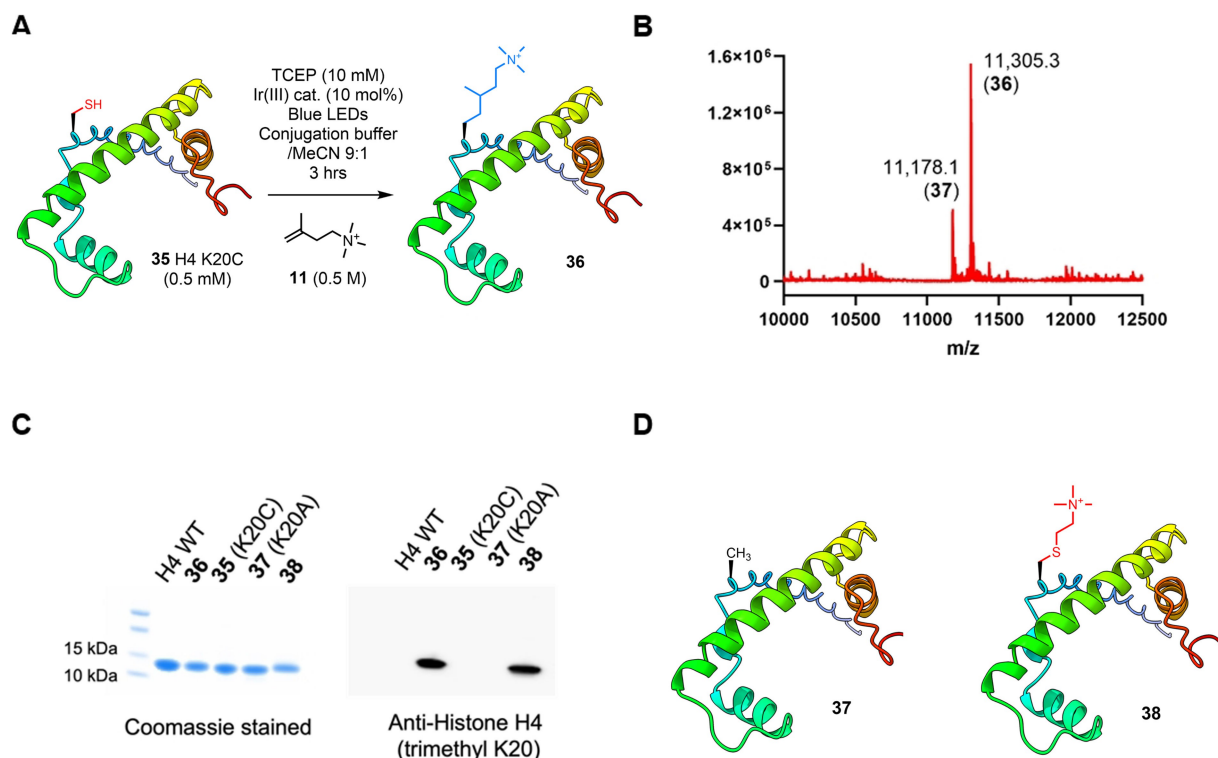 A
SH
TCEP (10 mM)
Ir(III) cat. (10 mol%)
Blue LEDs
Conjugation buffer
/MeCN 9:1
3 hrs
N⁺
11 (0.5 M)
35 H4 K20C
(0.5 mM)
N⁺
36
B
1.6×10⁶
1.2×10⁶
8×10⁵
4×10⁵
0
11,305.3
(36)
11,178.1
(37)
10000 10500 11000 11500 12000 12500
m/z
C
H4 WT
36
35 (K20C)
37 (K20A)
38
15 kDa
10 kDa
Coomassie stained
H4 WT
36
35 (K20C)
37 (K20A)
38
Anti-Histone H4
(trimethyl K20)
D
CH₃
37
N⁺
S
38